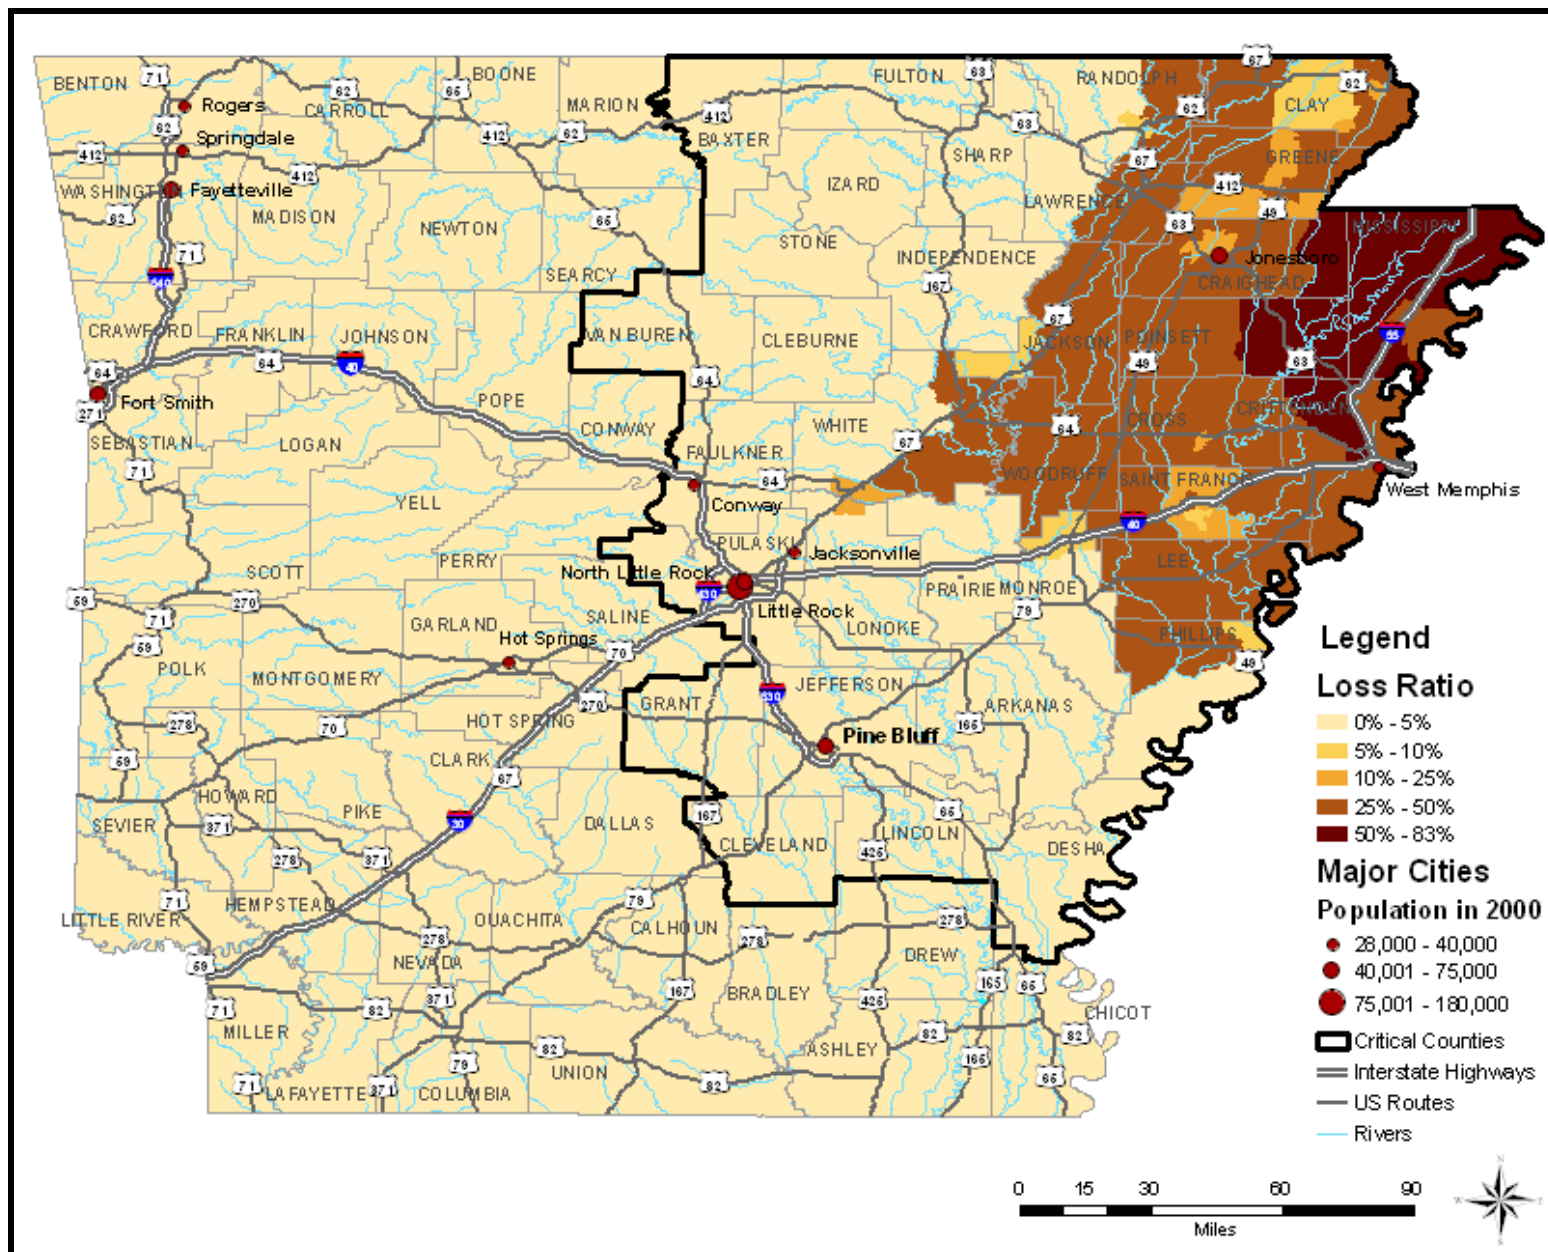 BENTON
BOONE
FULTON
RANDOLPH
CLAY
Rogers
CARROLL
MARION
BAXTER
SHARP
GREENE
Springdale
WASHINGTON
Fayetteville
MADISON
NEWTON
IZARD
LAWRENCE
STONE
INDEPENDENCE
MISSISSIPPI
Jonesboro
CRAIGHEAD
SEARCY
CRAWFORD
FRANKLIN
JOHNSON
VAN BUREN
CLEBURNE
JACKSON
POINSETT
Fort Smith
POPE
CONWAY
WHITE
CROSS
CRITTENDEN
SEBASTIAN
LOGAN
FAULKNER
WOODRUFF
SAINT FRANCIS
West Memphis
YELL
Conway
PULASKI
Jacksonville
PERRY
LEE
SCOTT
North Little Rock
PRAIRIE
MONROE
Little Rock
GARLAND
SALINE
LONOKE
PHILLIPS
Hot Springs
POLK
MONTGOMERY
JEFFERSON
GRANT
ARKANSAS
HOT SPRING
Pine Bluff
CLARK
HOWARD
PIKE
SEVIER
DALLAS
CLEVELAND
LINCOLN
DESHA
LITTLE RIVER
HEMPSTEAD
OUACHITA
CALHOUN
NEVADA
DREW
BRADLEY
CHICOT
MILLER
ASHLEY
UNION
LAFAYETTE
COLUMBIA
Legend
Loss Ratio
0% - 5%
5% - 10%
10% - 25%
25% - 50%
50% - 83%
Major Cities
Population in 2000
28,000 - 40,000
40,001 - 75,000
75,001 - 180,000
Critical Counties
Interstate Highways
US Routes
Rivers
0 15 30 60 90
Miles